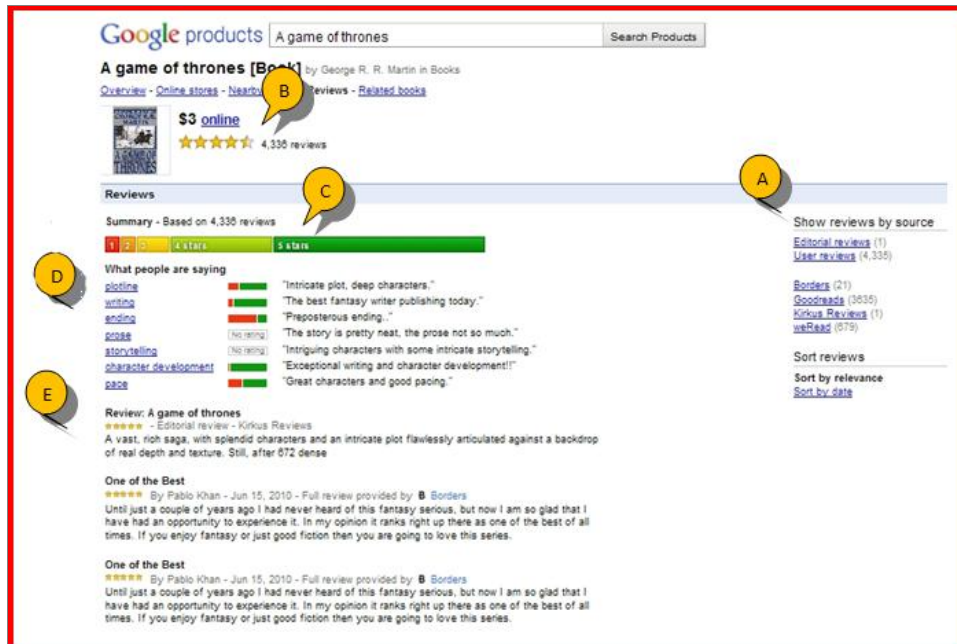 Google products A game of thrones Search Products
A game of thrones [Book] by George R. R. Martin in Books
Overview - Online stores - Nearby Reviews - Related books
B
$3 online
4,336 reviews
A
C
Reviews
Summary - Based on 4,336 reviews
1 2 3 4 stars 5 stars
What people are saying
D
plotline "Intricate plot, deep characters."
writing "The best fantasy writer publishing today."
ending "Preposterous ending.."
prose No rating "The story is pretty neat, the prose not so much."
storytelling No rating "Intriguing characters with some intricate storytelling."
character development "Exceptional writing and character development!!"
pace "Great characters and good pacing."
E
Review: A game of thrones
- Editorial review - Kirkus Reviews
A vast, rich saga, with splendid characters and an intricate plot flawlessly articulated against a backdrop
of real depth and texture. Still, after 672 dense
One of the Best
By Pablo Khan - Jun 15, 2010 - Full review provided by B Borders
Until just a couple of years ago I had never heard of this fantasy serious, but now I am so glad that I
have had an opportunity to experience it. In my opinion it ranks right up there as one of the best of all
times. If you enjoy fantasy or just good fiction then you are going to love this series.
One of the Best
By Pablo Khan - Jun 15, 2010 - Full review provided by B Borders
Until just a couple of years ago I had never heard of this fantasy serious, but now I am so glad that I
have had an opportunity to experience it. In my opinion it ranks right up there as one of the best of all
times. If you enjoy fantasy or just good fiction then you are going to love this series.
Show reviews by source
Editorial reviews (1)
User reviews (4,335)
Borders (21)
Goodreads (3635)
Kirkus Reviews (1)
weRead (679)
Sort reviews
Sort by relevance
Sort by date